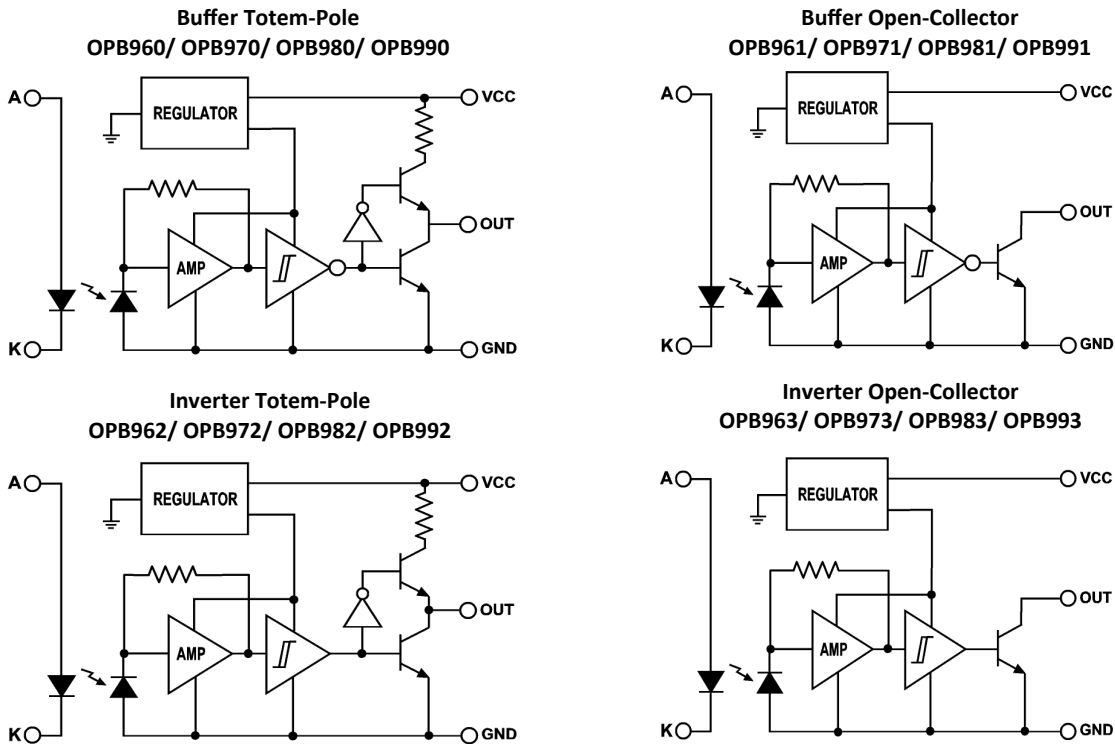 Buffer Totem-Pole
OPB960/ OPB970/ OPB980/ OPB990
A
REGULATOR
VCC
OUT
AMP
K
GND
Buffer Open-Collector
OPB961/ OPB971/ OPB981/ OPB991
A
REGULATOR
VCC
OUT
AMP
K
GND
Inverter Totem-Pole
OPB962/ OPB972/ OPB982/ OPB992
A
REGULATOR
VCC
OUT
AMP
K
GND
Inverter Open-Collector
OPB963/ OPB973/ OPB983/ OPB993
A
REGULATOR
VCC
OUT
AMP
K
GND